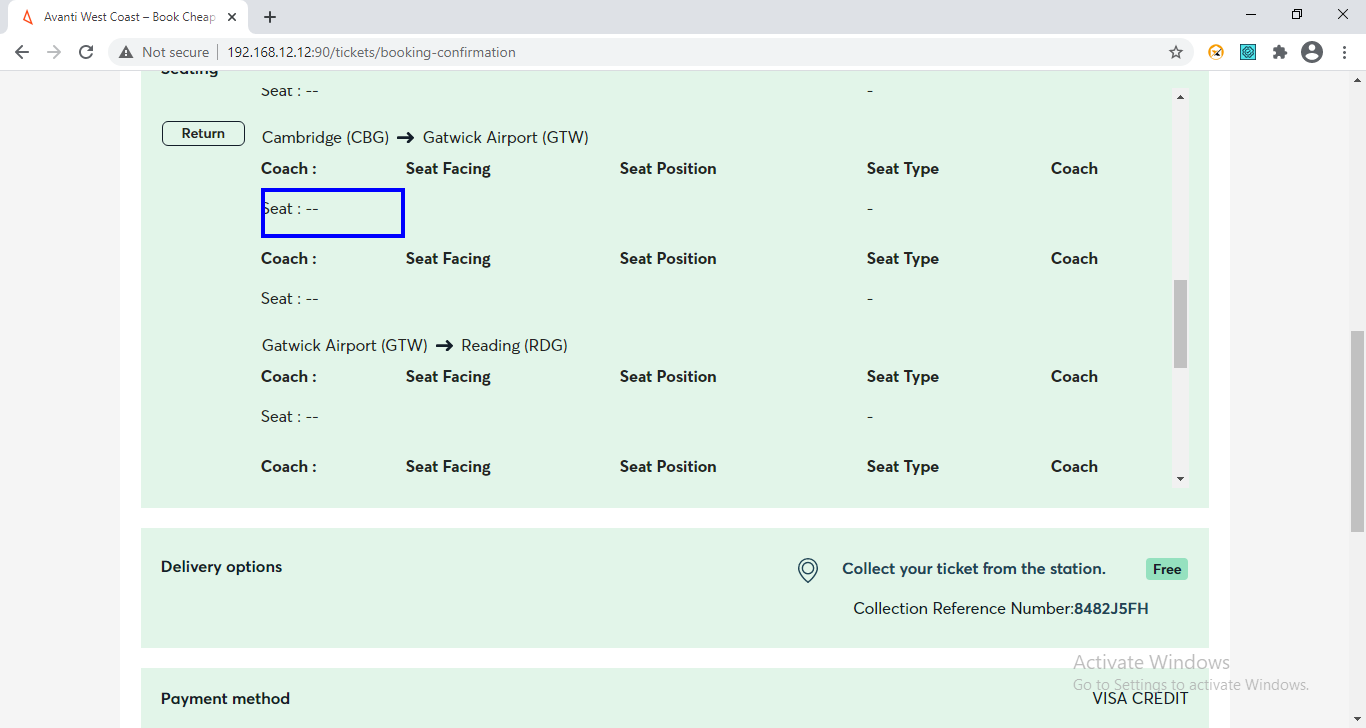 Avanti West Coast – Book Cheap
Not secure
192.168.12.12:90/tickets/booking-confirmation
Seating
Seat : -- -
Return
Cambridge (CBG) → Gatwick Airport (GTW)
Coach : Seat Facing Seat Position Seat Type Coach
Seat : -- -
Coach : Seat Facing Seat Position Seat Type Coach
Seat : -- -
Gatwick Airport (GTW) → Reading (RDG)
Coach : Seat Facing Seat Position Seat Type Coach
Seat : -- -
Coach : Seat Facing Seat Position Seat Type Coach
Delivery options
Collect your ticket from the station. Free
Collection Reference Number:8482J5FH
Activate Windows
Go to Settings to activate Windows.
Payment method
VISA CREDIT